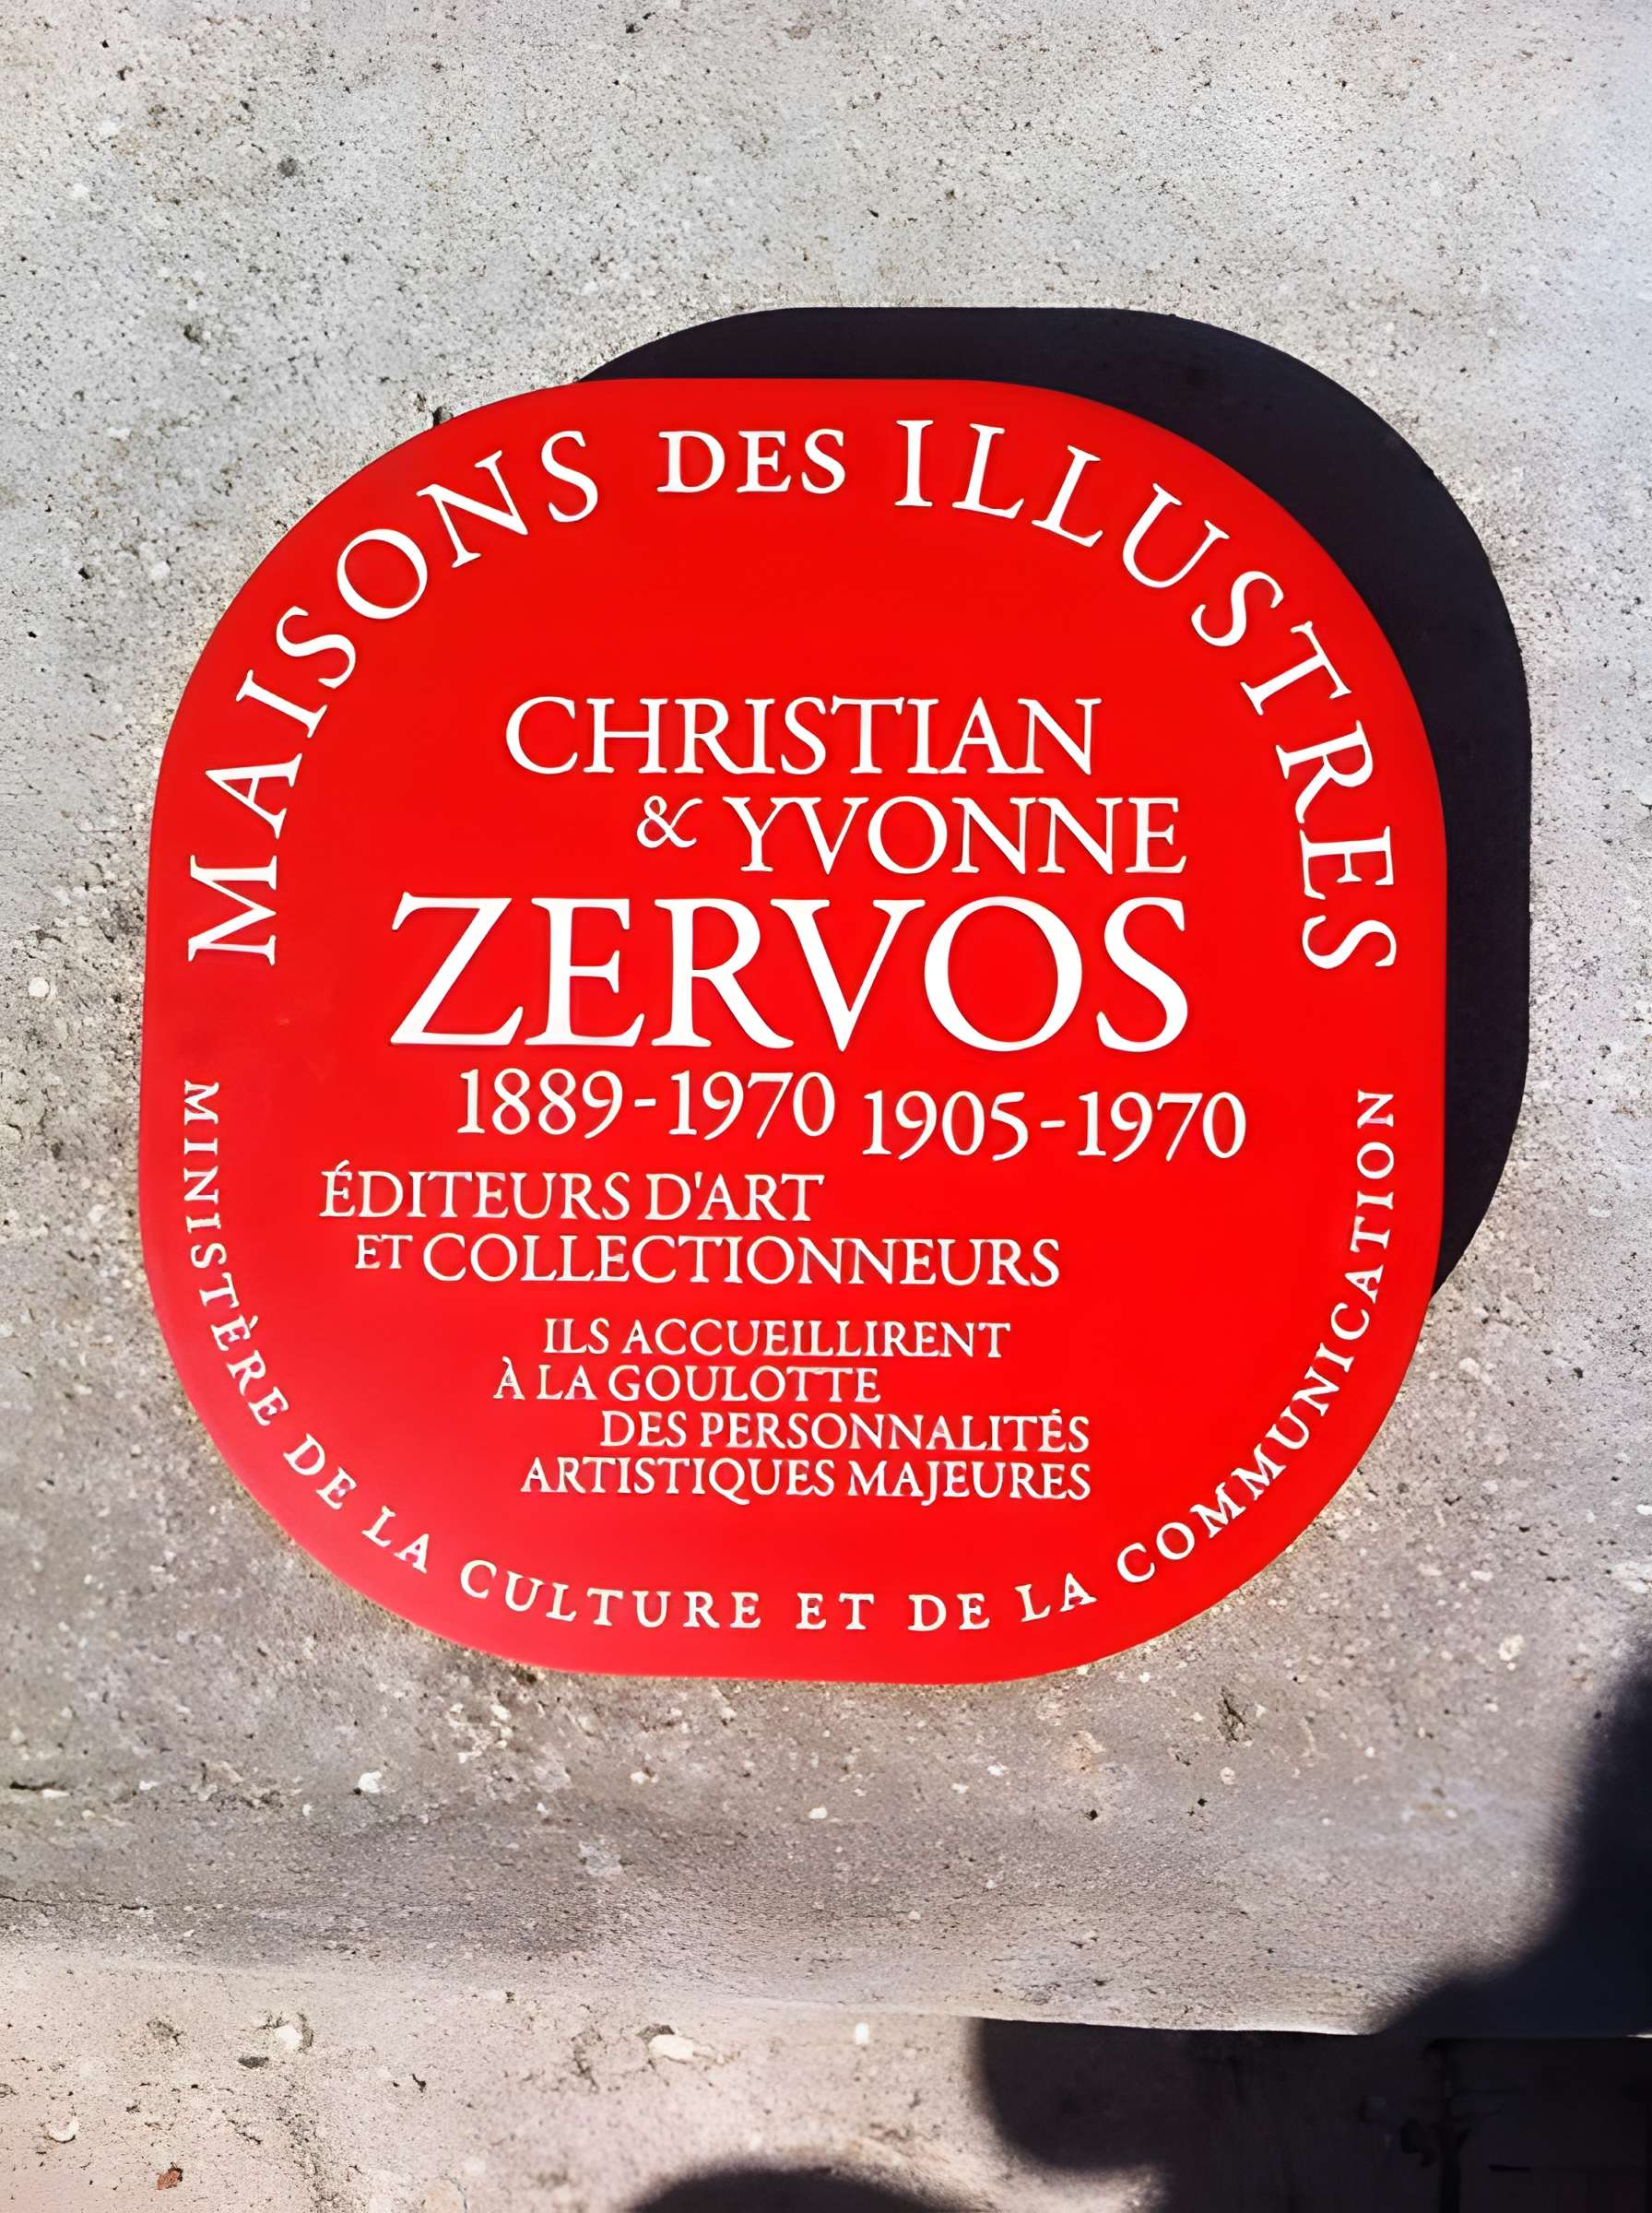 MAISONS DES ILLUSTRES
CHRISTIAN
& YVONNE
ZERVOS
1889-1970 1905-1970
ÉDITEURS D'ART
ET COLLECTIONNEURS
ILS ACCUEILLIRENT
À LA GOULOTTE
DES PERSONNALITÉS
ARTISTIQUES MAJEURES
MINISTÈRE DE LA CULTURE ET DE LA COMMUNICATION